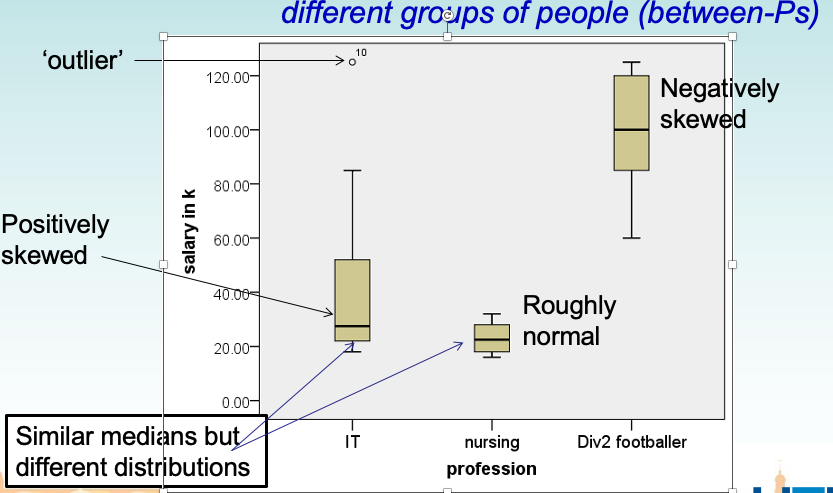 different groups of people (between-Ps)
‘outlier’
10
120.00
100.00
80.00
60.00
40.00
20.00
0.00
salary in k
Positively
skewed
Negatively
skewed
Roughly
normal
Similar medians but
different distributions
IT
nursing
Div2 footballer
profession